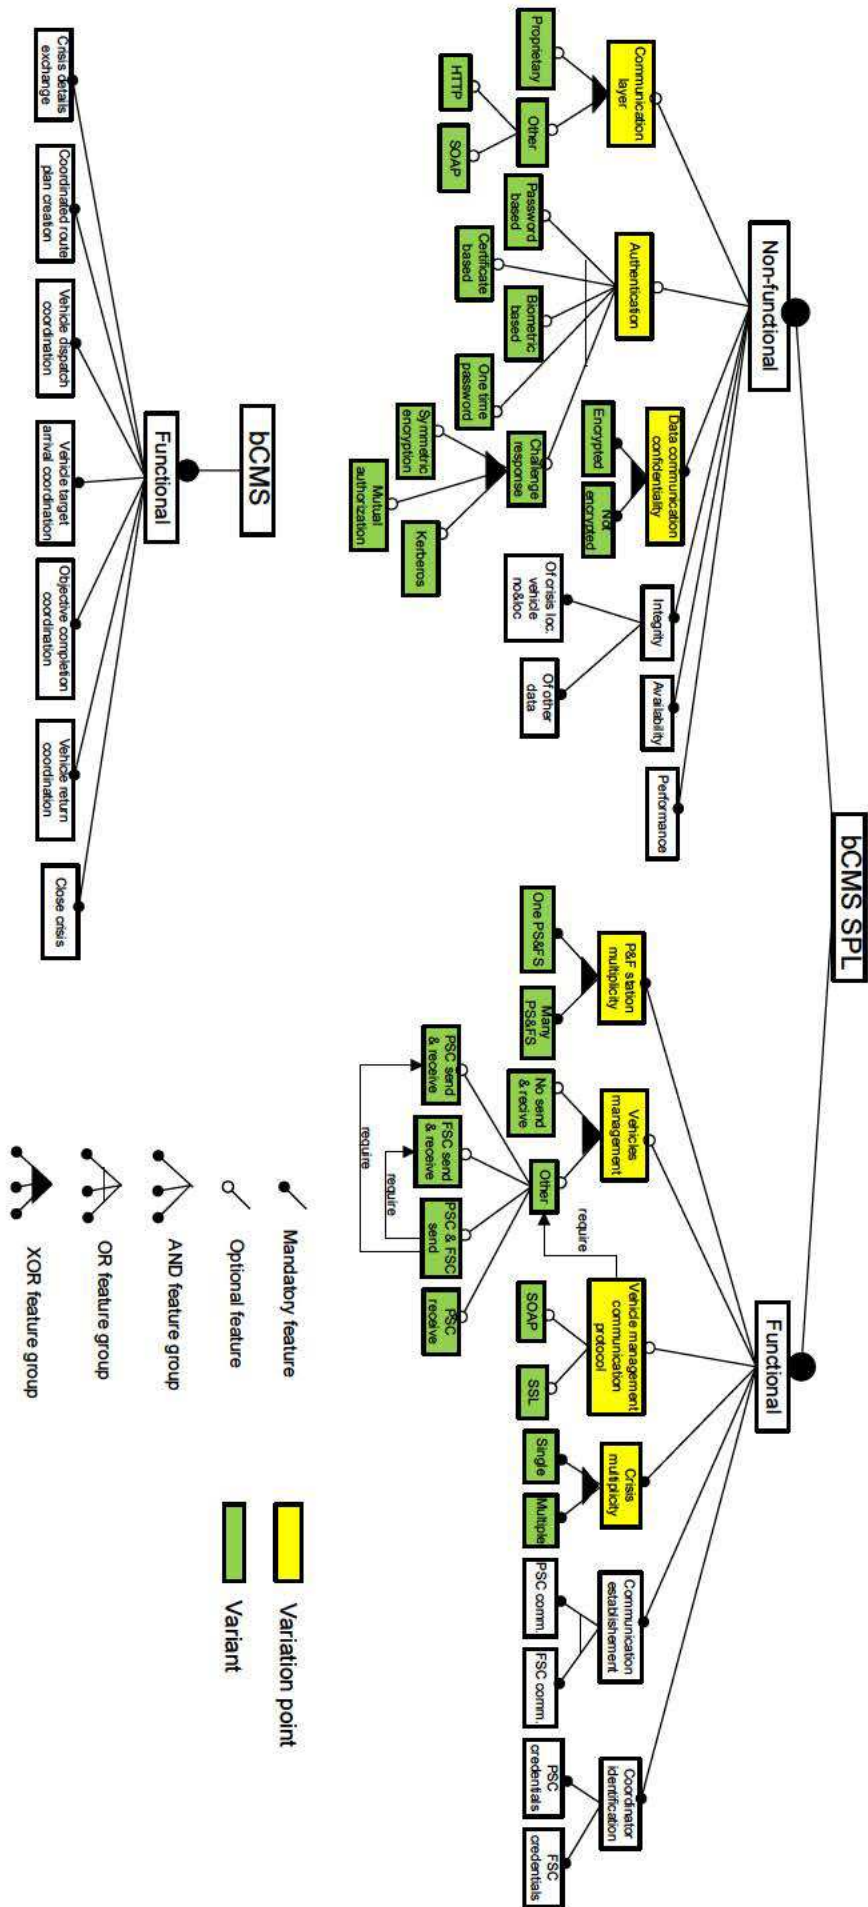 bCMS SPL
Non-functional
Functional
Communication
layer
Authentication
Data communication
confidentiality
Integrity
Availability
Performance
Proprietary
Other
HTTP
SOAP
Password
based
Certificate
based
Biometric
based
One time
password
Challenge
response
Symmetric
encryption
Mutual
authorization
Kerberos
Encrypted
Not
encrypted
Of crisis loc.
vehicle
no&loc
Of other
data
P&F station
multiplicity
Vehicles
management
Vehicle management
communication
protocol
Crisis
multiplicity
Communication
establishement
Coordinator
identification
One PS&FS
Many
PS&FS
No send
& recive
Other
require
SOAP
SSL
Single
Multiple
PSC comm.
FSC comm.
PSC
credentials
FSC
credentials
PSC send
& receive
FSC send
& receive
PSC & FSC
send
PSC
receive
require
require
bCMS
Functional
Crisis details
exchange
Coordinated route
plan creation
Vehicle dispatch
coordination
Vehicle target
arrival coordination
Objective completion
coordination
Vehicle return
coordination
Close crisis
Mandatory feature
Optional feature
AND feature group
OR feature group
XOR feature group
Variation point
Variant